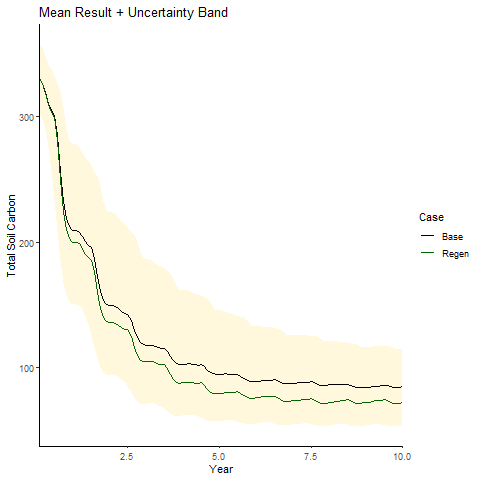 Mean Result + Uncertainty Band
Total Soil Carbon
300
200
100
2.5 5.0 7.5 10.0
Year
Case
Base
Regen